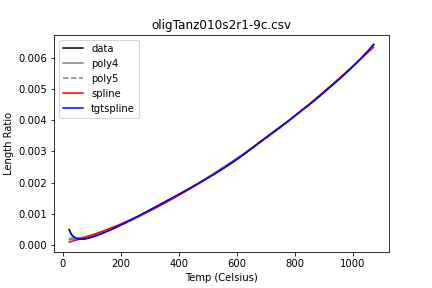 oligTanz010s2r1-9c.csv
data
poly4
poly5
spline
tgtspline
0.006
0.005
0.004
0.003
0.002
0.001
0.000
Length Ratio
0 200 400 600 800 1000
Temp (Celsius)